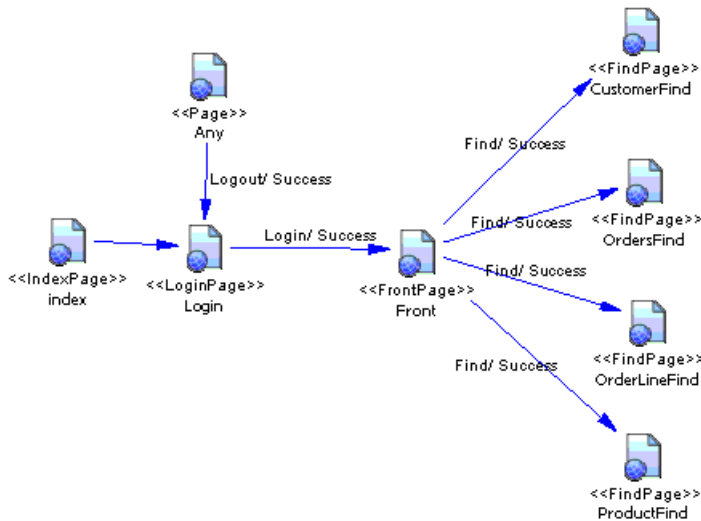 <<FindPage>>
CustomerFind
<<Page>>
Any
Find/ Success
Logout/ Success
<<FindPage>>
OrdersFind
Find/ Success
Login/ Success
<<IndexPage>>
index
<<LoginPage>>
Login
<<FrontPage>>
Front
Find/ Success
<<FindPage>>
OrderLineFind
Find/ Success
<<FindPage>>
ProductFind